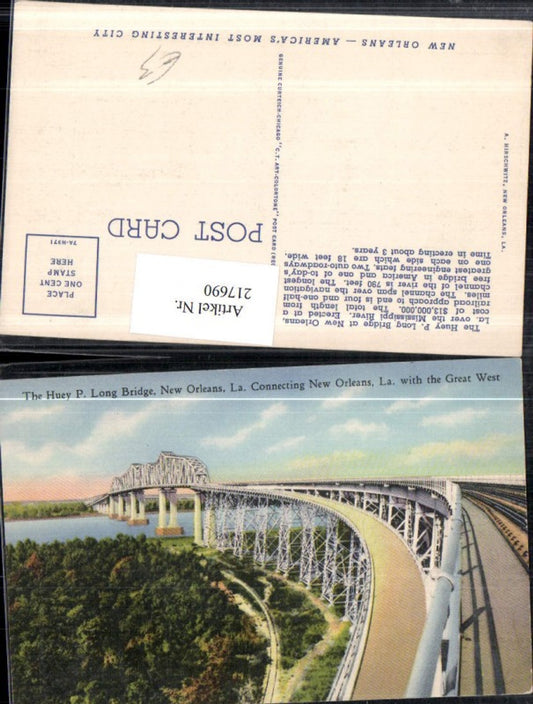 NEW ORLEANS — AMERICA'S MOST INTERESTING CITY
POST CARD
PLACE
ONE CENT
STAMP
HERE
7A-H971
GENUINE CURTEICH-CHICAGO "C.T. ART-COLORTONE" POST CARD
A. HIRSCHWITZ, NEW ORLEANS, LA.
The Huey P. Long Bridge at New Orleans,
La. over the Mississippi River. Erected at a
cost of $13,000,000. The total length from
railroad approach to end is four and one-half
miles. The channel span over the navigation
channel of the river is 790 feet. The longest
free bridge in America and one of to-day's
greatest engineering feats. Two auto-roadways
one on each side which are 18 feet wide.
Time in erecting about 3 years.
Artikel Nr.
217690
The Huey P. Long Bridge, New Orleans, La. Connecting New Orleans, La. with the Great West